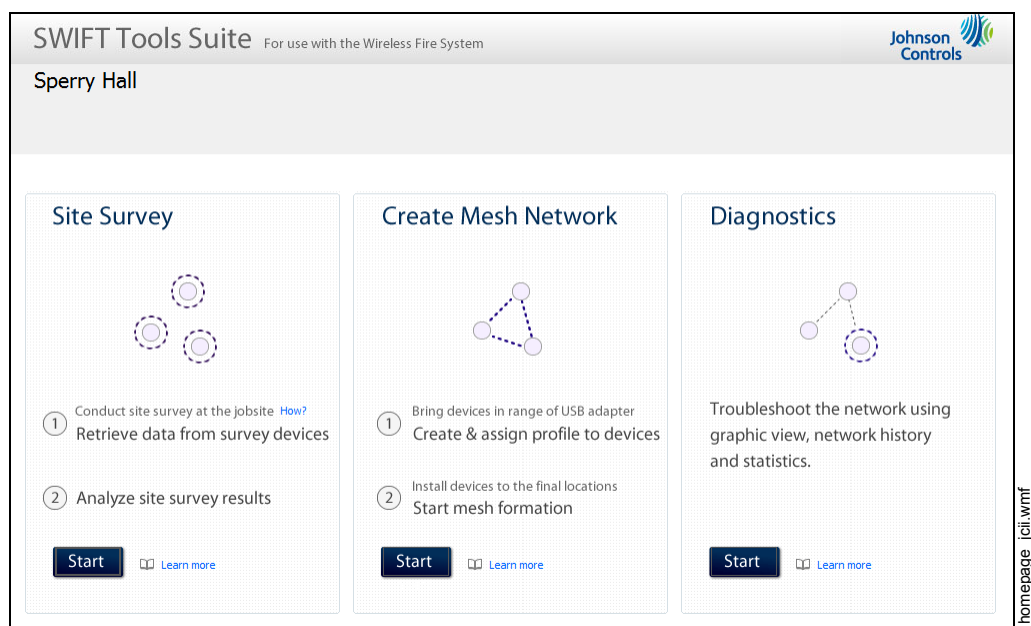 SWIFT Tools Suite For use with the Wireless Fire System
Johnson
Controls
Sperry Hall
Site Survey
1
Conduct site survey at the jobsite How?
Retrieve data from survey devices
2 Analyze site survey results
Start Learn more
Create Mesh Network
1
Bring devices in range of USB adapter
Create & assign profile to devices
2
Install devices to the final locations
Start mesh formation
Start Learn more
Diagnostics
Troubleshoot the network using
graphic view, network history
and statistics.
Start Learn more
homepage_jcii.wmf